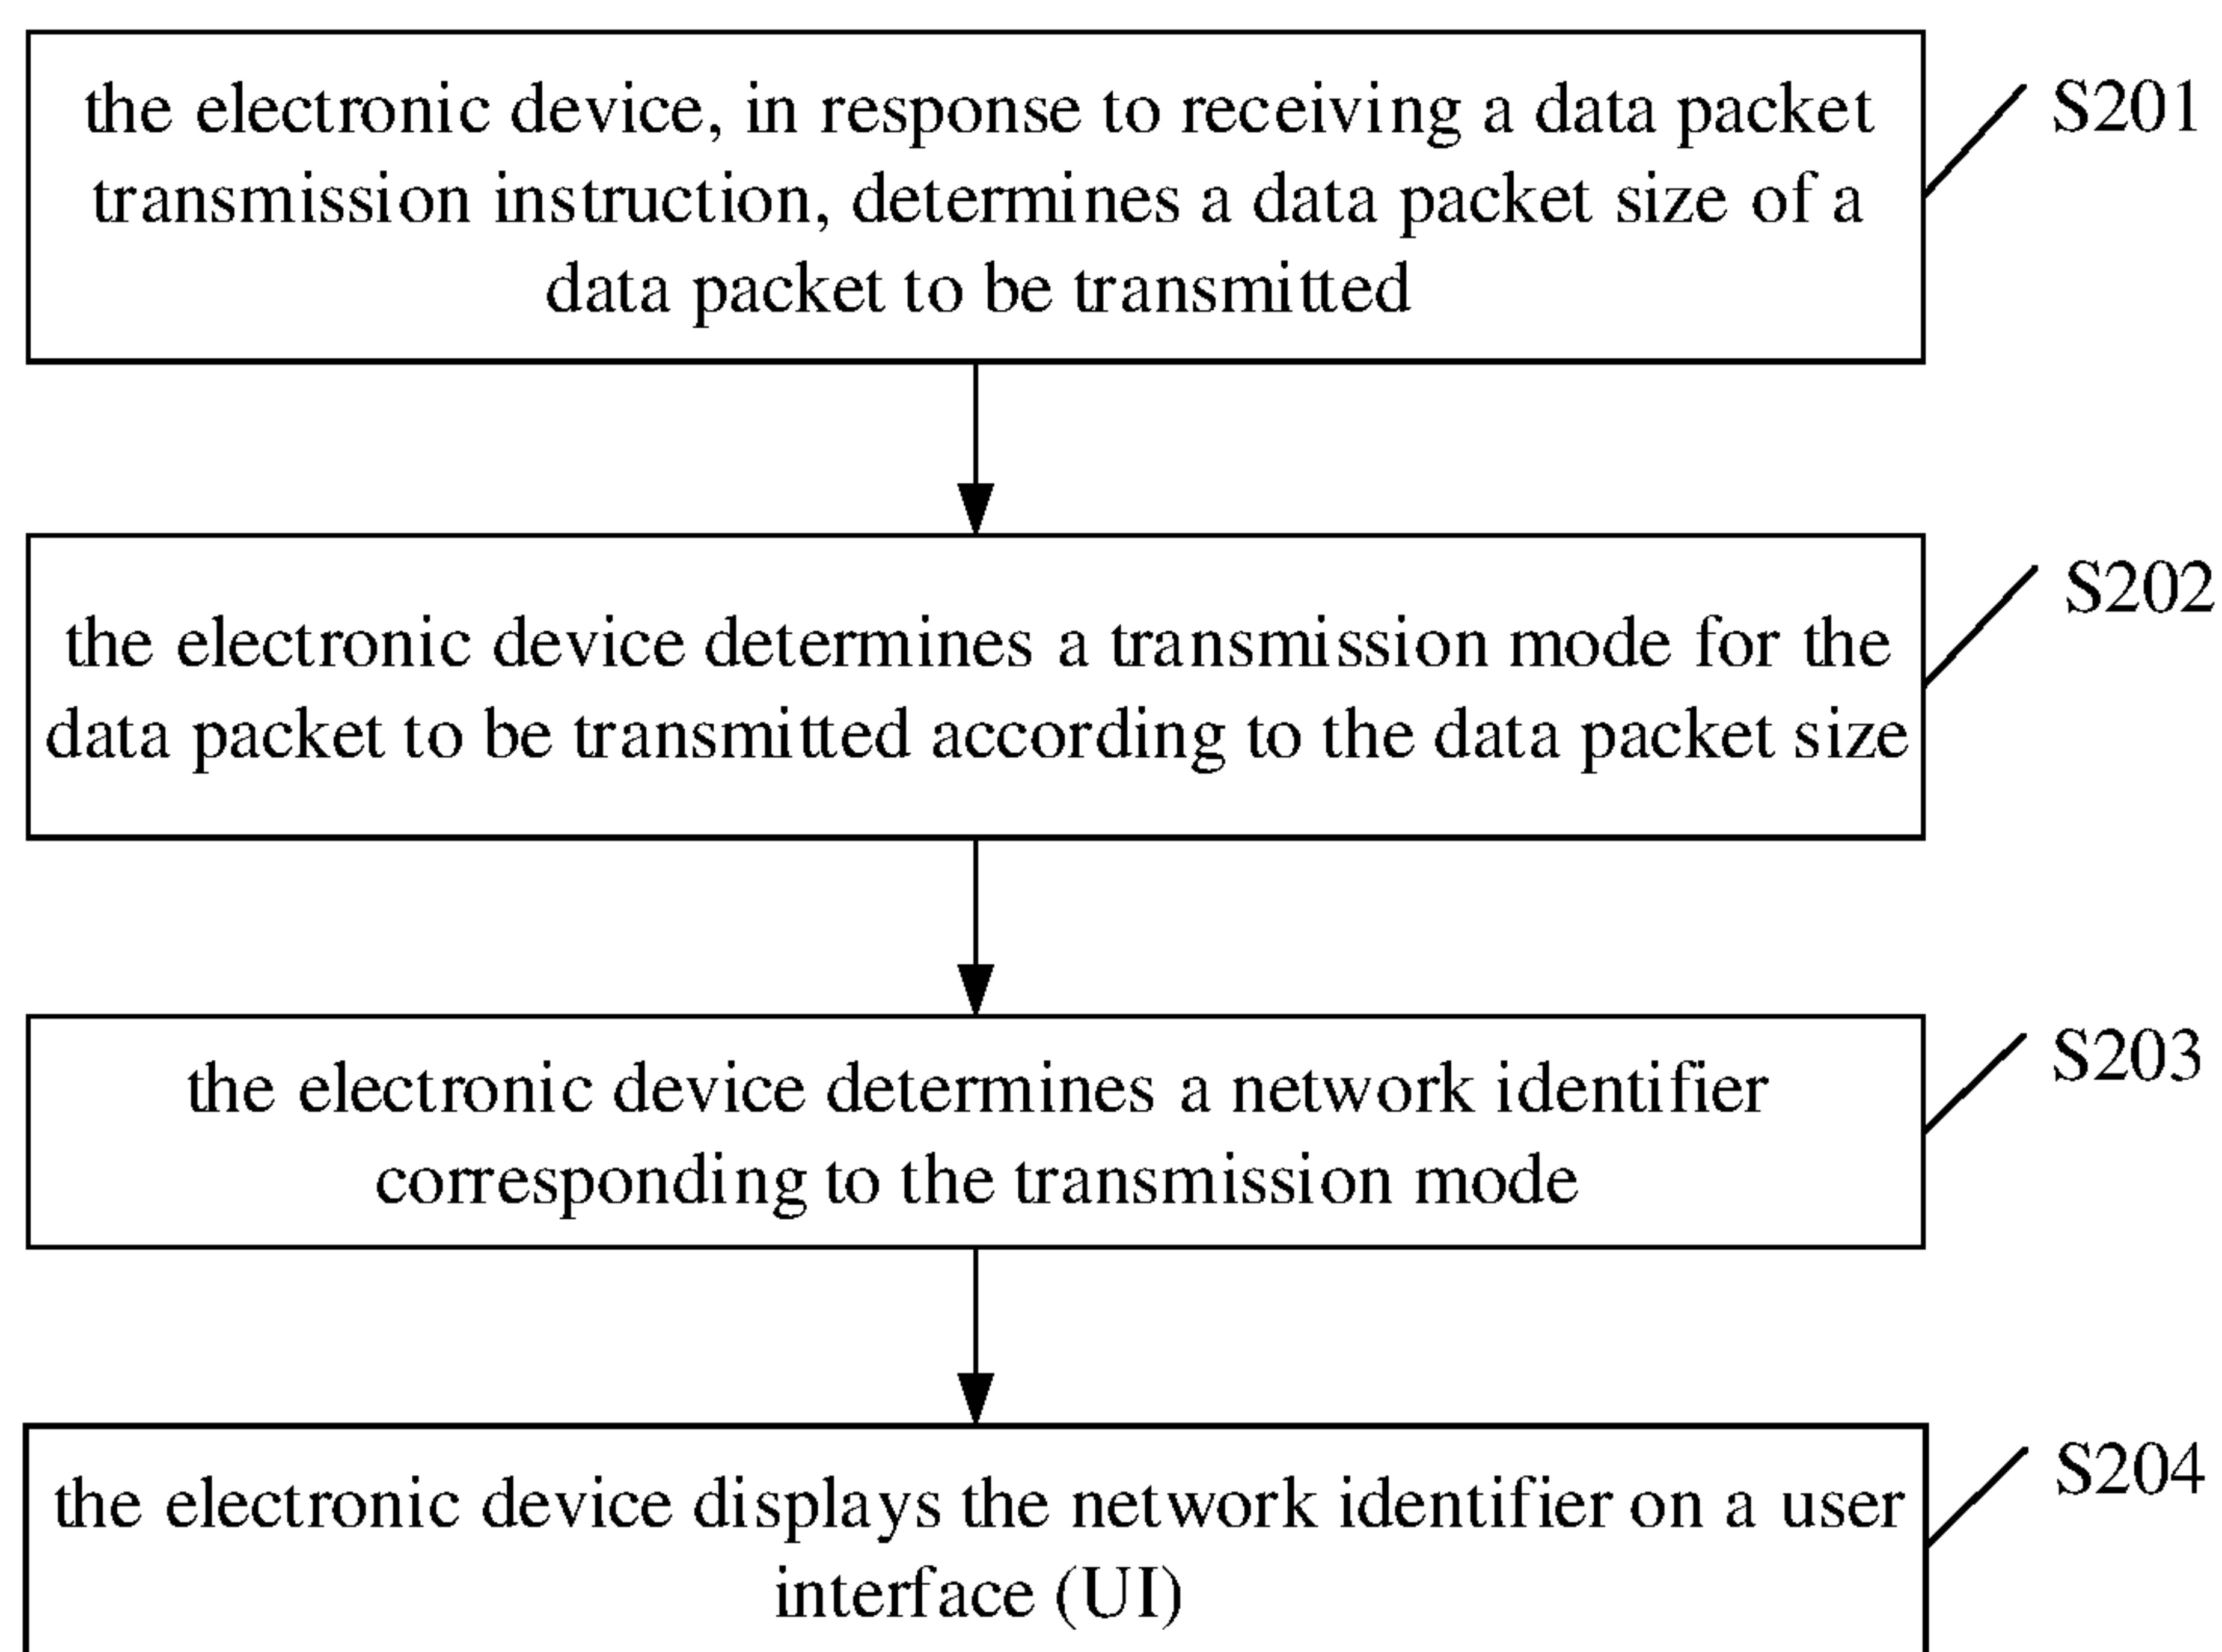 the electronic device, in response to receiving a data packet
transmission instruction, determines a data packet size of a
data packet to be transmitted
S201
the electronic device determines a transmission mode for the
data packet to be transmitted according to the data packet size
S202
the electronic device determines a network identifier
corresponding to the transmission mode
S203
the electronic device displays the network identifier on a user
interface (UI)
S204